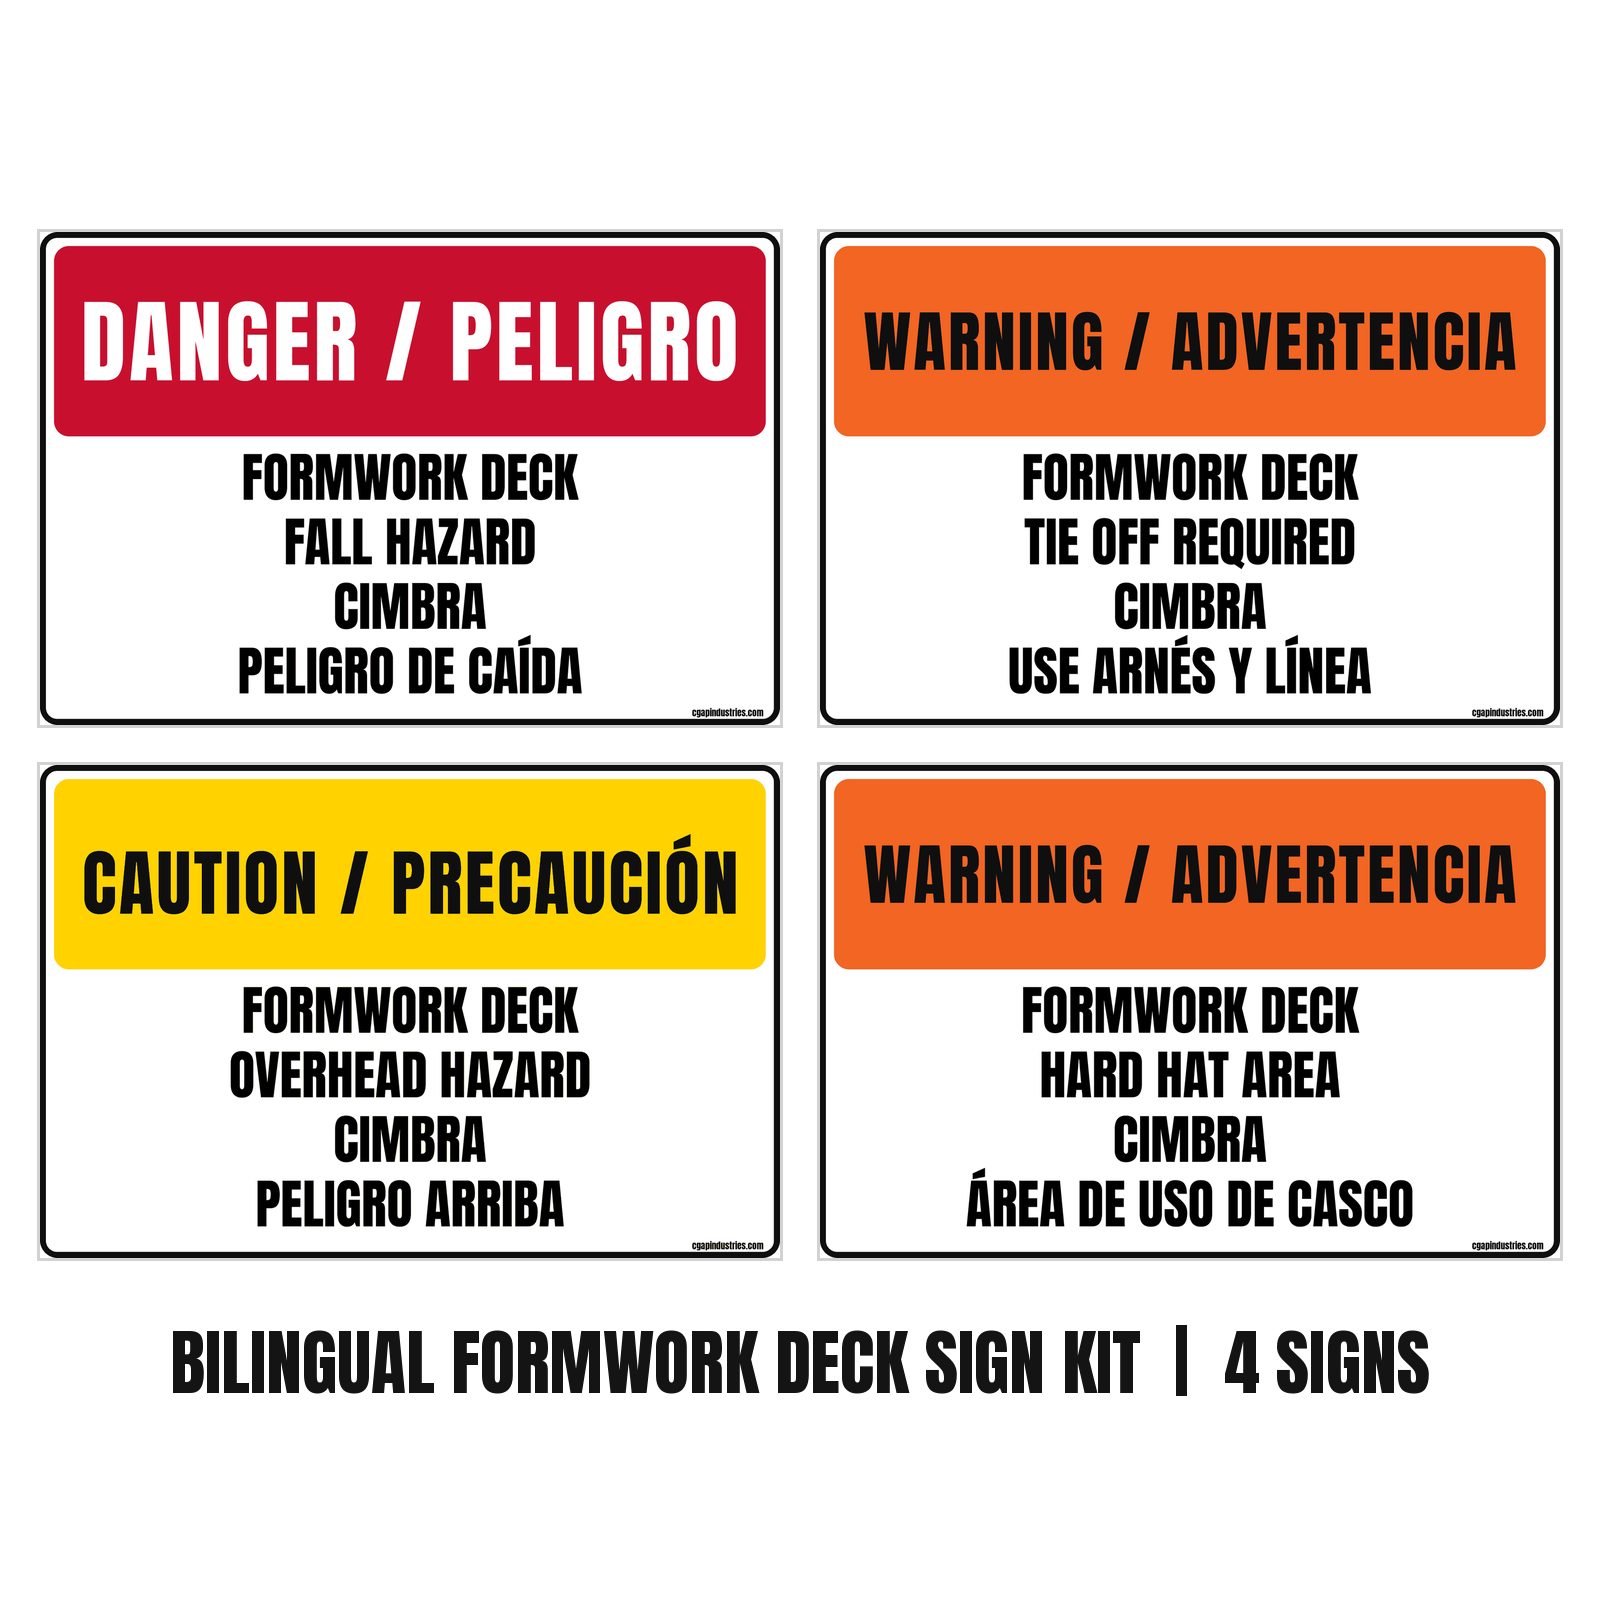 DANGER / PELIGRO
FORMWORK DECK
FALL HAZARD
CIMBRA
PELIGRO DE CAÍDA
cgapindustries.com
WARNING / ADVERTENCIA
FORMWORK DECK
TIE OFF REQUIRED
CIMBRA
USE ARNÉS Y LÍNEA
cgapindustries.com
CAUTION / PRECAUCIÓN
FORMWORK DECK
OVERHEAD HAZARD
CIMBRA
PELIGRO ARRIBA
cgapindustries.com
WARNING / ADVERTENCIA
FORMWORK DECK
HARD HAT AREA
CIMBRA
ÁREA DE USO DE CASCO
cgapindustries.com
BILINGUAL FORMWORK DECK SIGN KIT | 4 SIGNS